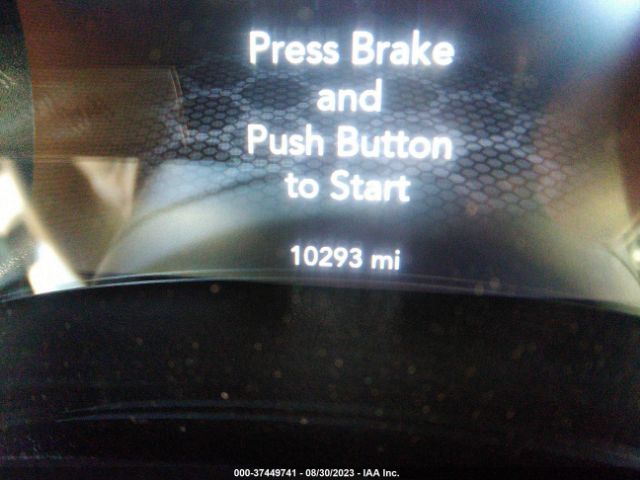 Press Brake
and
Push Button
to Start
10293 mi
000-37449741 - 08/30/2023 - IAA Inc.